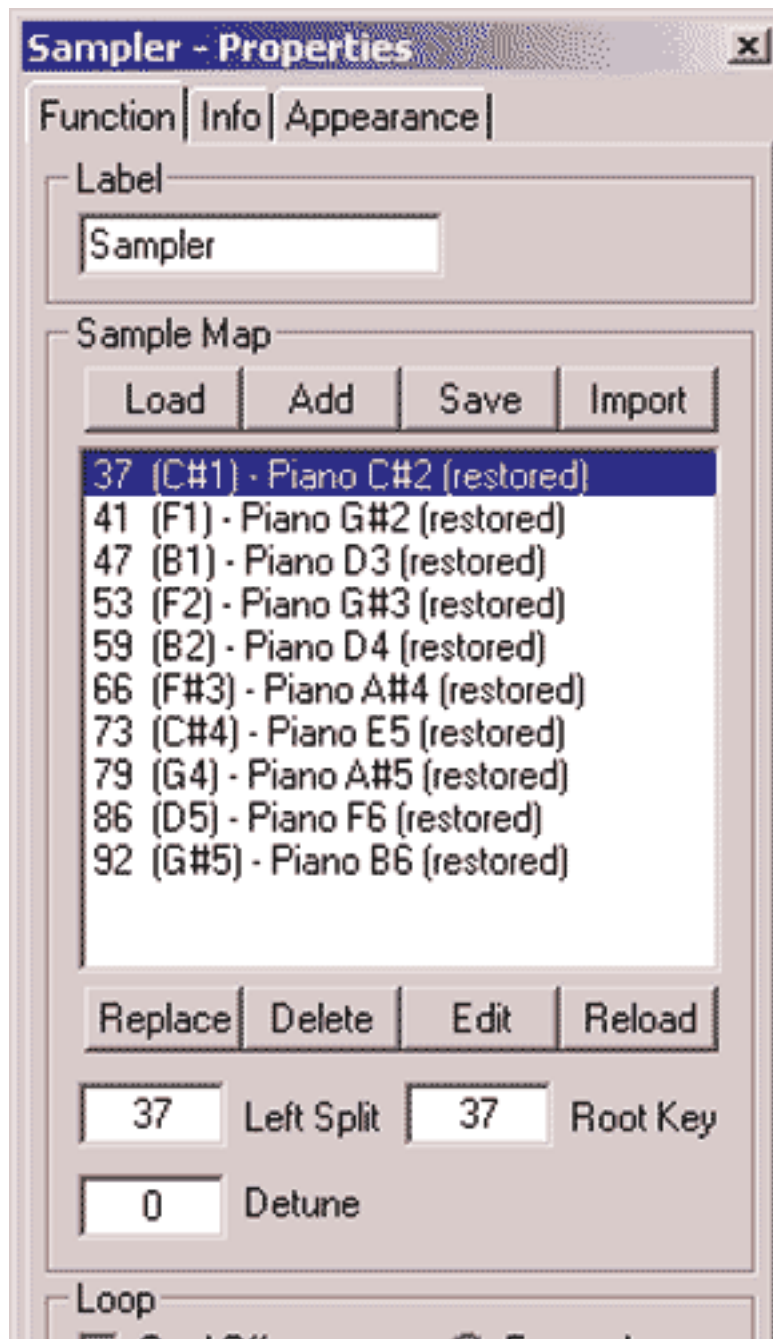 Sampler - Properties
Function Info Appearance
Label
Sampler
Sample Map
Load Add Save Import
37 (C#1) - Piano C#2 (restored)
41 (F1) - Piano G#2 (restored)
47 (B1) - Piano D3 (restored)
53 (F2) - Piano G#3 (restored)
59 (B2) - Piano D4 (restored)
66 (F#3) - Piano A#4 (restored)
73 (C#4) - Piano E5 (restored)
79 (G4) - Piano A#5 (restored)
86 (D5) - Piano F6 (restored)
92 (G#5) - Piano B6 (restored)
Replace Delete Edit Reload
37 Left Split 37 Root Key
0 Detune
Loop